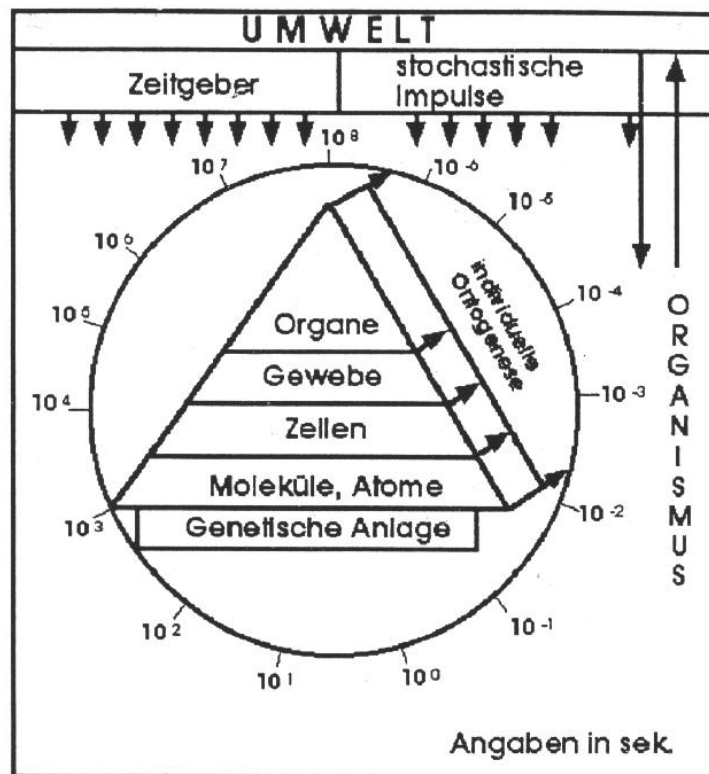 UMWELT
Zeitgeber
stochastische
Impulse
10⁸
10⁷
10⁻⁶
10⁶
10⁻⁵
10⁵
10⁻⁴
10⁴
10⁻³
10³
10⁻²
10²
10⁻¹
10¹
10⁰
individuelle
Ontogenese
Organe
Gewebe
Zellen
Moleküle, Atome
Genetische Anlage
ORGANISMUS
Angaben in sek.